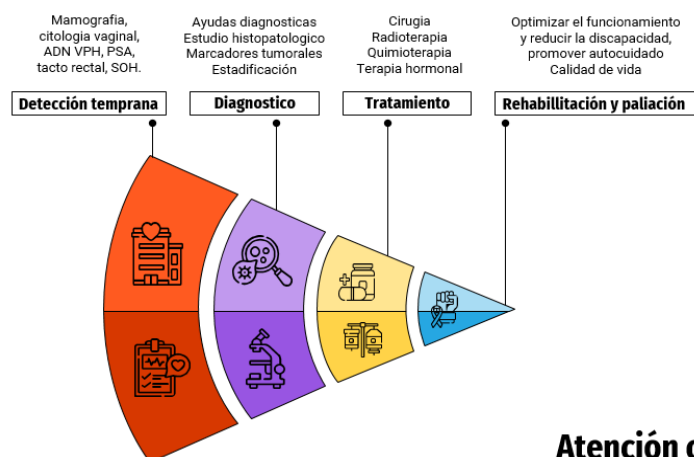 Mamografia,
citologia vaginal,
ADN VPH, PSA,
tacto rectal, SOH.
Detección temprana
Ayudas diagnosticas
Estudio histopatologico
Marcadores tumorales
Estadificación
Diagnostico
Cirugia
Radioterapia
Quimioterapia
Terapia hormonal
Tratamiento
Optimizar el funcionamiento
y reducir la discapacidad,
promover autocuidado
Calidad de vida
Rehabillitación y paliación
Atención